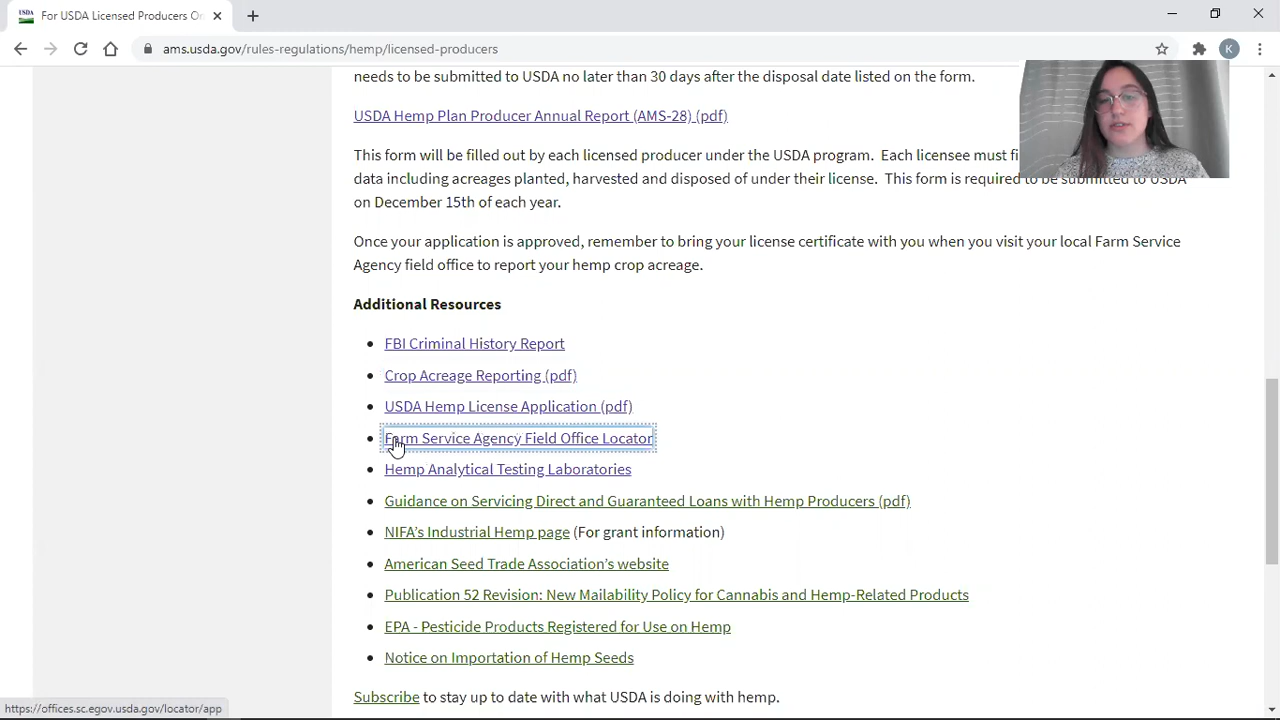 For USDA Licensed Producers On
ams.usda.gov/rules-regulations/hemp/licensed-producers
K
needs to be submitted to USDA no later than 30 days after the disposal date listed on the form.
USDA Hemp Plan Producer Annual Report (AMS-28) (pdf)
This form will be filled out by each licensed producer under the USDA program. Each licensee must
data including acreages planted, harvested and disposed of under their license. This form is required to be submitted to USDA
on December 15th of each year.
Once your application is approved, remember to bring your license certificate with you when you visit your local Farm Service
Agency field office to report your hemp crop acreage.
Additional Resources
• FBI Criminal History Report
• Crop Acreage Reporting (pdf)
• USDA Hemp License Application (pdf)
• Farm Service Agency Field Office Locator
• Hemp Analytical Testing Laboratories
• Guidance on Servicing Direct and Guaranteed Loans with Hemp Producers (pdf)
• NIFA's Industrial Hemp page (For grant information)
• American Seed Trade Association's website
• Publication 52 Revision: New Mailability Policy for Cannabis and Hemp-Related Products
• EPA - Pesticide Products Registered for Use on Hemp
• Notice on Importation of Hemp Seeds
Subscribe to stay up to date with what USDA is doing with hemp.
https://offices.sc.egov.usda.gov/locator/app